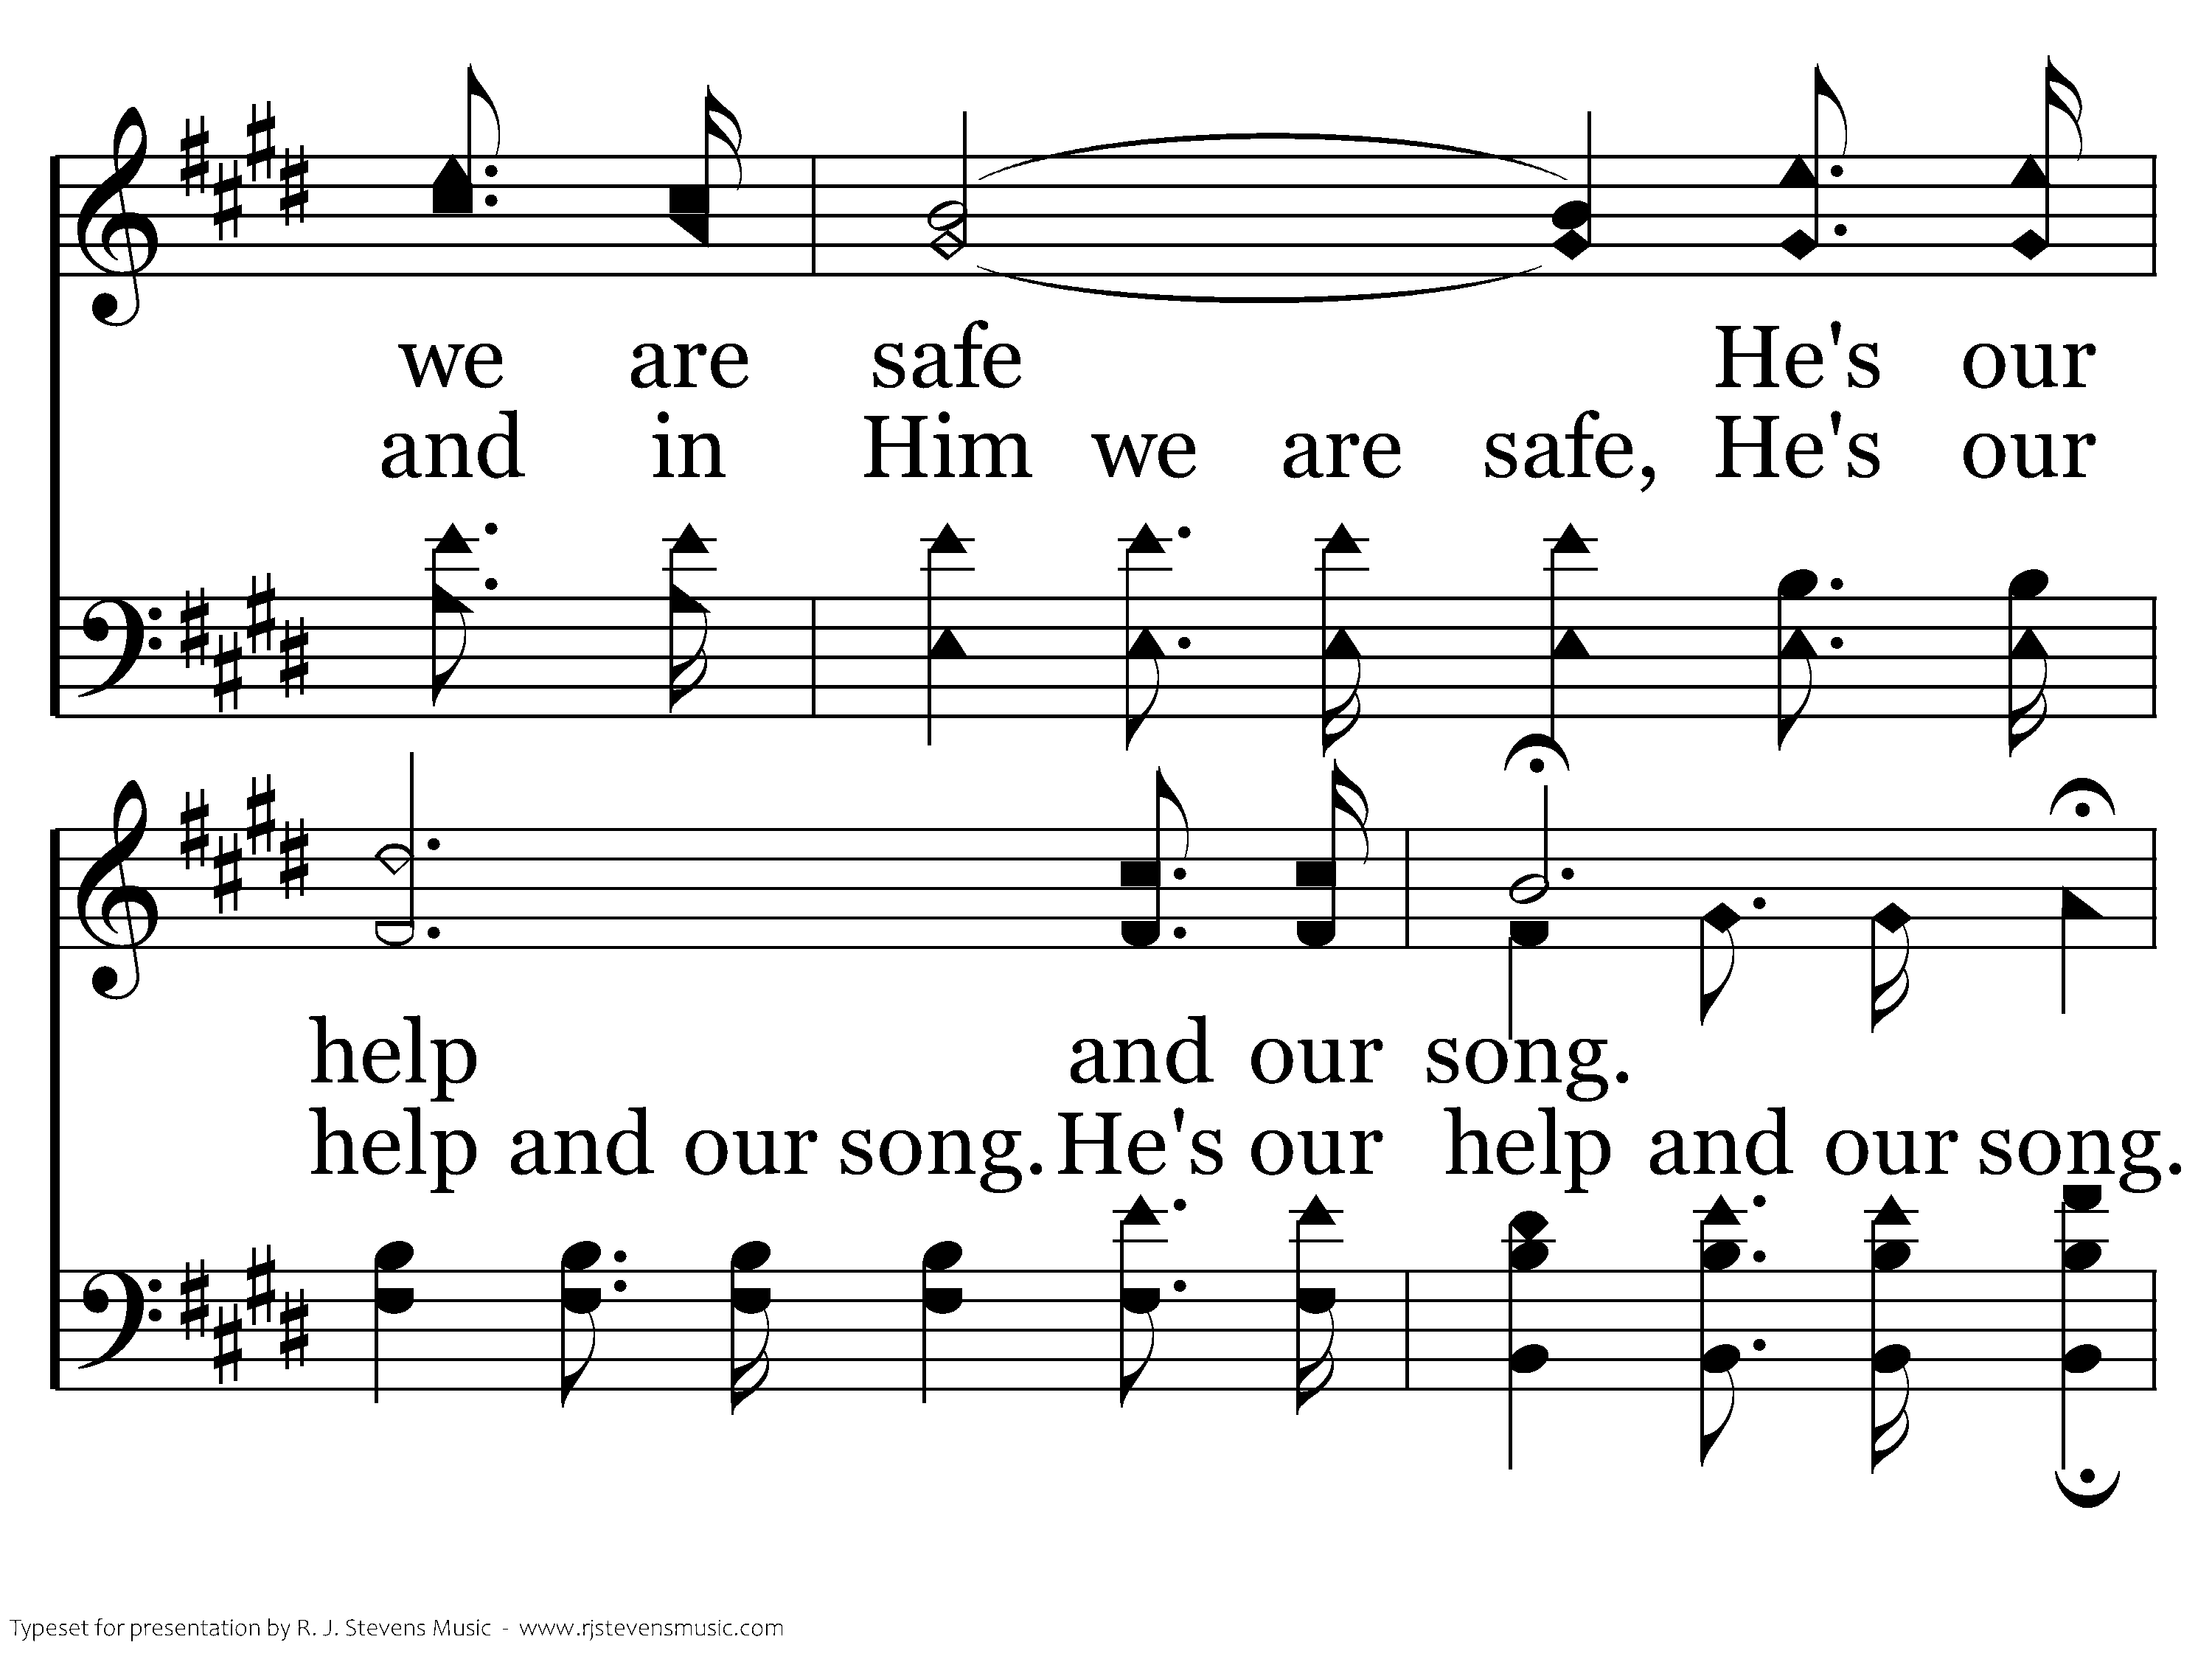 we are safe He's our
and in Him we are safe, He's our
help and our song.
help and our song. He's our help and our song.
Typeset for presentation by R. J. Stevens Music - www.rjstevensmusic.com